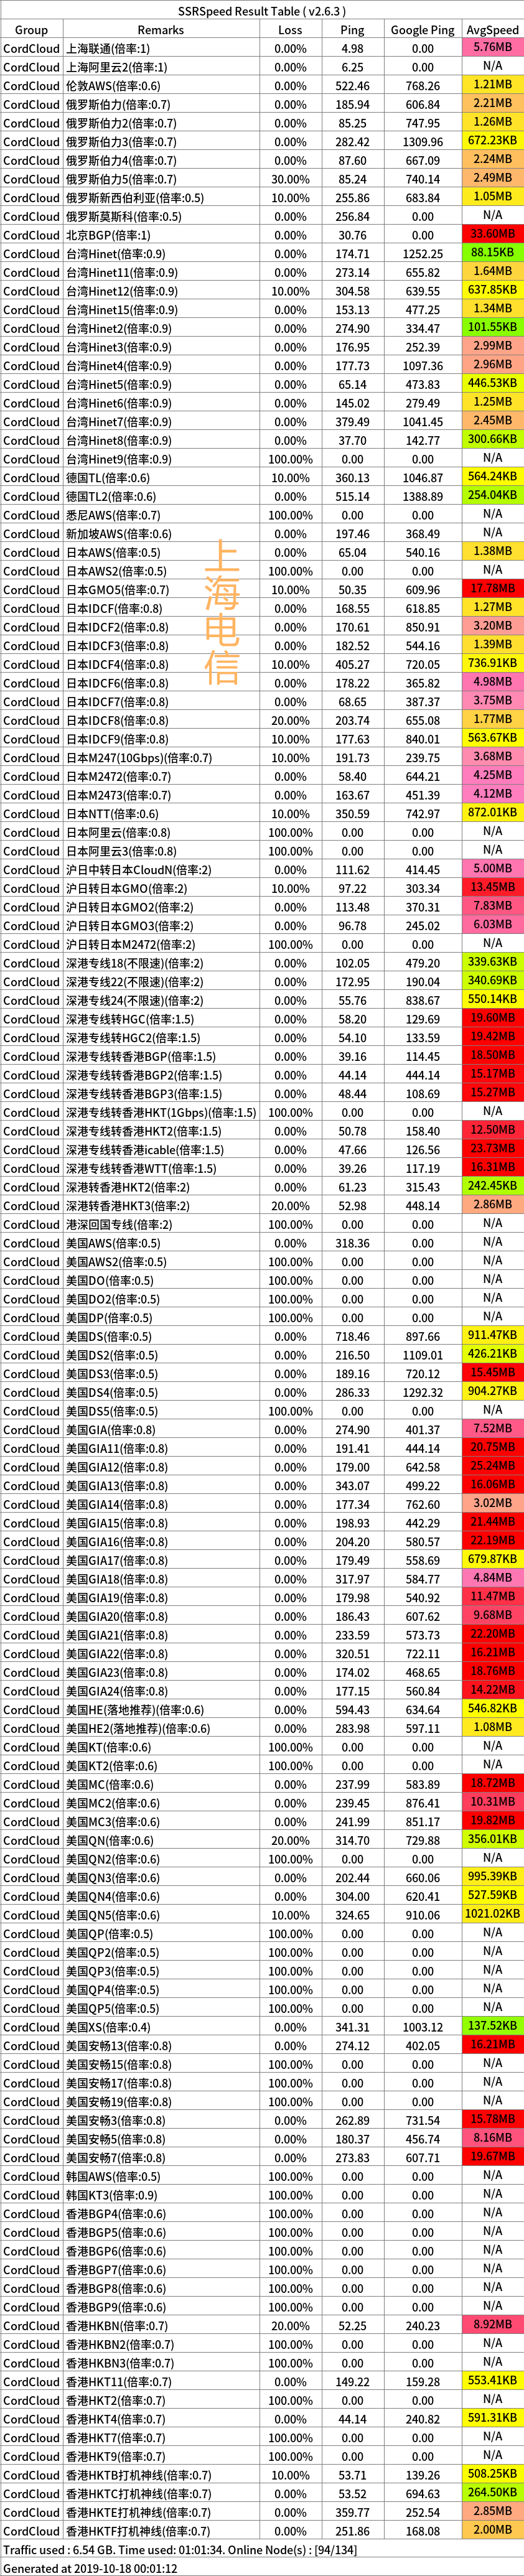 SSRSpeed Result Table ( v2.6.3 )
Group Remarks Loss Ping Google Ping AvgSpeed
CordCloud 上海联通(倍率:1) 0.00% 4.98 0.00 5.76MB
CordCloud 上海阿里云2(倍率:1) 0.00% 6.25 0.00 N/A
CordCloud 伦敦AWS(倍率:0.6) 0.00% 522.46 768.26 1.21MB
CordCloud 俄罗斯伯力(倍率:0.7) 0.00% 185.94 606.84 2.21MB
CordCloud 俄罗斯伯力2(倍率:0.7) 0.00% 85.25 747.95 1.26MB
CordCloud 俄罗斯伯力3(倍率:0.7) 0.00% 282.42 1309.96 672.23KB
CordCloud 俄罗斯伯力4(倍率:0.7) 0.00% 87.60 667.09 2.24MB
CordCloud 俄罗斯伯力5(倍率:0.7) 30.00% 85.24 740.14 2.49MB
CordCloud 俄罗斯新西伯利亚(倍率:0.5) 10.00% 255.86 683.84 1.05MB
CordCloud 俄罗斯莫斯科(倍率:0.5) 0.00% 256.84 0.00 N/A
CordCloud 北京BGP(倍率:1) 0.00% 30.76 0.00 33.60MB
CordCloud 台湾Hinet(倍率:0.9) 0.00% 174.71 1252.25 88.15KB
CordCloud 台湾Hinet11(倍率:0.9) 0.00% 273.14 655.82 1.64MB
CordCloud 台湾Hinet12(倍率:0.9) 10.00% 304.58 639.55 637.85KB
CordCloud 台湾Hinet15(倍率:0.9) 0.00% 153.13 477.25 1.34MB
CordCloud 台湾Hinet2(倍率:0.9) 0.00% 274.90 334.47 101.55KB
CordCloud 台湾Hinet3(倍率:0.9) 0.00% 176.95 252.39 2.99MB
CordCloud 台湾Hinet4(倍率:0.9) 0.00% 177.73 1097.36 2.96MB
CordCloud 台湾Hinet5(倍率:0.9) 0.00% 65.14 473.83 446.53KB
CordCloud 台湾Hinet6(倍率:0.9) 0.00% 145.02 279.49 1.25MB
CordCloud 台湾Hinet7(倍率:0.9) 0.00% 379.49 1041.45 2.45MB
CordCloud 台湾Hinet8(倍率:0.9) 0.00% 37.70 142.77 300.66KB
CordCloud 台湾Hinet9(倍率:0.9) 100.00% 0.00 0.00 N/A
CordCloud 德国TL(倍率:0.6) 10.00% 360.13 1046.87 564.24KB
CordCloud 德国TL2(倍率:0.6) 0.00% 515.14 1388.89 254.04KB
CordCloud 悉尼AWS(倍率:0.7) 100.00% 0.00 0.00 N/A
CordCloud 新加坡AWS(倍率:0.6) 0.00% 197.46 368.49 N/A
CordCloud 日本AWS(倍率:0.5) 0.00% 65.04 540.16 1.38MB
CordCloud 日本AWS2(倍率:0.5) 100.00% 0.00 0.00 N/A
CordCloud 日本GMO5(倍率:0.7) 10.00% 50.35 609.96 17.78MB
CordCloud 日本IDCF(倍率:0.8) 0.00% 168.55 618.85 1.27MB
CordCloud 日本IDCF2(倍率:0.8) 0.00% 170.61 850.91 3.20MB
CordCloud 日本IDCF3(倍率:0.8) 0.00% 182.52 544.16 1.39MB
CordCloud 日本IDCF4(倍率:0.8) 10.00% 405.27 720.05 736.91KB
CordCloud 日本IDCF6(倍率:0.8) 0.00% 178.22 365.82 4.98MB
CordCloud 日本IDCF7(倍率:0.8) 0.00% 68.65 387.37 3.75MB
CordCloud 日本IDCF8(倍率:0.8) 20.00% 203.74 655.08 1.77MB
CordCloud 日本IDCF9(倍率:0.8) 10.00% 177.63 840.01 563.67KB
CordCloud 日本M247(10Gbps)(倍率:0.7) 10.00% 191.73 239.75 3.68MB
CordCloud 日本M2472(倍率:0.7) 0.00% 58.40 644.21 4.25MB
CordCloud 日本M2473(倍率:0.7) 0.00% 163.67 451.39 4.12MB
CordCloud 日本NTT(倍率:0.6) 10.00% 350.59 742.97 872.01KB
CordCloud 日本阿里云(倍率:0.8) 100.00% 0.00 0.00 N/A
CordCloud 日本阿里云3(倍率:0.8) 100.00% 0.00 0.00 N/A
CordCloud 沪日中转日本CloudN(倍率:2) 0.00% 111.62 414.45 5.00MB
CordCloud 沪日转日本GMO(倍率:2) 10.00% 97.22 303.34 13.45MB
CordCloud 沪日转日本GMO2(倍率:2) 0.00% 113.48 370.31 7.83MB
CordCloud 沪日转日本GMO3(倍率:2) 0.00% 96.78 245.02 6.03MB
CordCloud 沪日转日本M2472(倍率:2) 100.00% 0.00 0.00 N/A
CordCloud 深港专线18(不限速)(倍率:2) 0.00% 102.05 479.20 339.63KB
CordCloud 深港专线22(不限速)(倍率:2) 0.00% 172.95 190.04 340.69KB
CordCloud 深港专线24(不限速)(倍率:2) 0.00% 55.76 838.67 550.14KB
CordCloud 深港专线转HGC(倍率:1.5) 0.00% 58.20 129.69 19.60MB
CordCloud 深港专线转HGC2(倍率:1.5) 0.00% 54.10 133.59 19.42MB
CordCloud 深港专线转香港BGP(倍率:1.5) 0.00% 39.16 114.45 18.50MB
CordCloud 深港专线转香港BGP2(倍率:1.5) 0.00% 44.14 444.14 15.17MB
CordCloud 深港专线转香港BGP3(倍率:1.5) 0.00% 48.44 108.69 15.27MB
CordCloud 深港专线转香港HKT(1Gbps)(倍率:1.5) 100.00% 0.00 0.00 N/A
CordCloud 深港专线转香港HKT2(倍率:1.5) 0.00% 50.78 158.40 12.50MB
CordCloud 深港专线转香港icable(倍率:1.5) 0.00% 47.66 126.56 23.73MB
CordCloud 深港专线转香港WTT(倍率:1.5) 0.00% 39.26 117.19 16.31MB
CordCloud 深港转香港HKT2(倍率:2) 0.00% 61.23 315.43 242.45KB
CordCloud 深港转香港HKT3(倍率:2) 20.00% 52.98 448.14 2.86MB
CordCloud 港深回国专线(倍率:2) 100.00% 0.00 0.00 N/A
CordCloud 美国AWS(倍率:0.5) 0.00% 318.36 0.00 N/A
CordCloud 美国AWS2(倍率:0.5) 100.00% 0.00 0.00 N/A
CordCloud 美国DO(倍率:0.5) 100.00% 0.00 0.00 N/A
CordCloud 美国DO2(倍率:0.5) 100.00% 0.00 0.00 N/A
CordCloud 美国DP(倍率:0.5) 100.00% 0.00 0.00 N/A
CordCloud 美国DS(倍率:0.5) 0.00% 718.46 897.66 911.47KB
CordCloud 美国DS2(倍率:0.5) 0.00% 216.50 1109.01 426.21KB
CordCloud 美国DS3(倍率:0.5) 0.00% 189.16 720.12 15.45MB
CordCloud 美国DS4(倍率:0.5) 0.00% 286.33 1292.32 904.27KB
CordCloud 美国DS5(倍率:0.5) 100.00% 0.00 0.00 N/A
CordCloud 美国GIA(倍率:0.8) 0.00% 274.90 401.37 7.52MB
CordCloud 美国GIA11(倍率:0.8) 0.00% 191.41 444.14 20.75MB
CordCloud 美国GIA12(倍率:0.8) 0.00% 179.00 642.58 25.24MB
CordCloud 美国GIA13(倍率:0.8) 0.00% 343.07 499.22 16.06MB
CordCloud 美国GIA14(倍率:0.8) 0.00% 177.34 762.60 3.02MB
CordCloud 美国GIA15(倍率:0.8) 0.00% 198.93 442.29 21.44MB
CordCloud 美国GIA16(倍率:0.8) 0.00% 204.20 580.57 22.19MB
CordCloud 美国GIA17(倍率:0.8) 0.00% 179.49 558.69 679.87KB
CordCloud 美国GIA18(倍率:0.8) 0.00% 317.97 584.77 4.84MB
CordCloud 美国GIA19(倍率:0.8) 0.00% 179.98 540.92 11.47MB
CordCloud 美国GIA20(倍率:0.8) 0.00% 186.43 607.62 9.68MB
CordCloud 美国GIA21(倍率:0.8) 0.00% 233.59 573.73 22.20MB
CordCloud 美国GIA22(倍率:0.8) 0.00% 320.51 722.11 16.21MB
CordCloud 美国GIA23(倍率:0.8) 0.00% 174.02 468.65 18.76MB
CordCloud 美国GIA24(倍率:0.8) 0.00% 177.15 560.84 14.22MB
CordCloud 美国HE(落地推荐)(倍率:0.6) 0.00% 594.43 634.64 546.82KB
CordCloud 美国HE2(落地推荐)(倍率:0.6) 0.00% 283.98 597.11 1.08MB
CordCloud 美国KT(倍率:0.6) 100.00% 0.00 0.00 N/A
CordCloud 美国KT2(倍率:0.6) 100.00% 0.00 0.00 N/A
CordCloud 美国MC(倍率:0.6) 0.00% 237.99 583.89 18.72MB
CordCloud 美国MC2(倍率:0.6) 0.00% 239.45 876.41 10.31MB
CordCloud 美国MC3(倍率:0.6) 0.00% 241.99 851.17 19.82MB
CordCloud 美国QN(倍率:0.6) 20.00% 314.70 729.88 356.01KB
CordCloud 美国QN2(倍率:0.6) 100.00% 0.00 0.00 N/A
CordCloud 美国QN3(倍率:0.6) 0.00% 202.44 660.06 995.39KB
CordCloud 美国QN4(倍率:0.6) 0.00% 304.00 620.41 527.59KB
CordCloud 美国QN5(倍率:0.6) 10.00% 324.65 910.06 1021.02KB
CordCloud 美国QP(倍率:0.5) 100.00% 0.00 0.00 N/A
CordCloud 美国QP2(倍率:0.5) 100.00% 0.00 0.00 N/A
CordCloud 美国QP3(倍率:0.5) 100.00% 0.00 0.00 N/A
CordCloud 美国QP4(倍率:0.5) 100.00% 0.00 0.00 N/A
CordCloud 美国QP5(倍率:0.5) 100.00% 0.00 0.00 N/A
CordCloud 美国XS(倍率:0.4) 0.00% 341.31 1003.12 137.52KB
CordCloud 美国安畅13(倍率:0.8) 0.00% 274.12 402.05 16.21MB
CordCloud 美国安畅15(倍率:0.8) 100.00% 0.00 0.00 N/A
CordCloud 美国安畅17(倍率:0.8) 100.00% 0.00 0.00 N/A
CordCloud 美国安畅19(倍率:0.8) 100.00% 0.00 0.00 N/A
CordCloud 美国安畅3(倍率:0.8) 0.00% 262.89 731.54 15.78MB
CordCloud 美国安畅5(倍率:0.8) 0.00% 180.37 456.74 8.16MB
CordCloud 美国安畅7(倍率:0.8) 0.00% 273.83 607.71 19.67MB
CordCloud 韩国AWS(倍率:0.5) 100.00% 0.00 0.00 N/A
CordCloud 韩国KT3(倍率:0.9) 100.00% 0.00 0.00 N/A
CordCloud 香港BGP4(倍率:0.6) 100.00% 0.00 0.00 N/A
CordCloud 香港BGP5(倍率:0.6) 100.00% 0.00 0.00 N/A
CordCloud 香港BGP6(倍率:0.6) 100.00% 0.00 0.00 N/A
CordCloud 香港BGP7(倍率:0.6) 100.00% 0.00 0.00 N/A
CordCloud 香港BGP8(倍率:0.6) 100.00% 0.00 0.00 N/A
CordCloud 香港BGP9(倍率:0.6) 100.00% 0.00 0.00 N/A
CordCloud 香港HKBN(倍率:0.7) 20.00% 52.25 240.23 8.92MB
CordCloud 香港HKBN2(倍率:0.7) 100.00% 0.00 0.00 N/A
CordCloud 香港HKBN3(倍率:0.7) 100.00% 0.00 0.00 N/A
CordCloud 香港HKT11(倍率:0.7) 0.00% 149.22 159.28 553.41KB
CordCloud 香港HKT2(倍率:0.7) 100.00% 0.00 0.00 N/A
CordCloud 香港HKT4(倍率:0.7) 0.00% 44.14 240.82 591.31KB
CordCloud 香港HKT7(倍率:0.7) 100.00% 0.00 0.00 N/A
CordCloud 香港HKT9(倍率:0.7) 100.00% 0.00 0.00 N/A
CordCloud 香港HKTB打机神线(倍率:0.7) 10.00% 53.71 139.26 508.25KB
CordCloud 香港HKTC打机神线(倍率:0.7) 0.00% 53.52 694.63 264.50KB
CordCloud 香港HKTE打机神线(倍率:0.7) 0.00% 359.77 252.54 2.85MB
CordCloud 香港HKTF打机神线(倍率:0.7) 0.00% 251.86 168.08 2.00MB
Traffic used : 6.54 GB. Time used: 01:01:34. Online Node(s) : [94/134]
Generated at 2019-10-18 00:01:12
上海电信